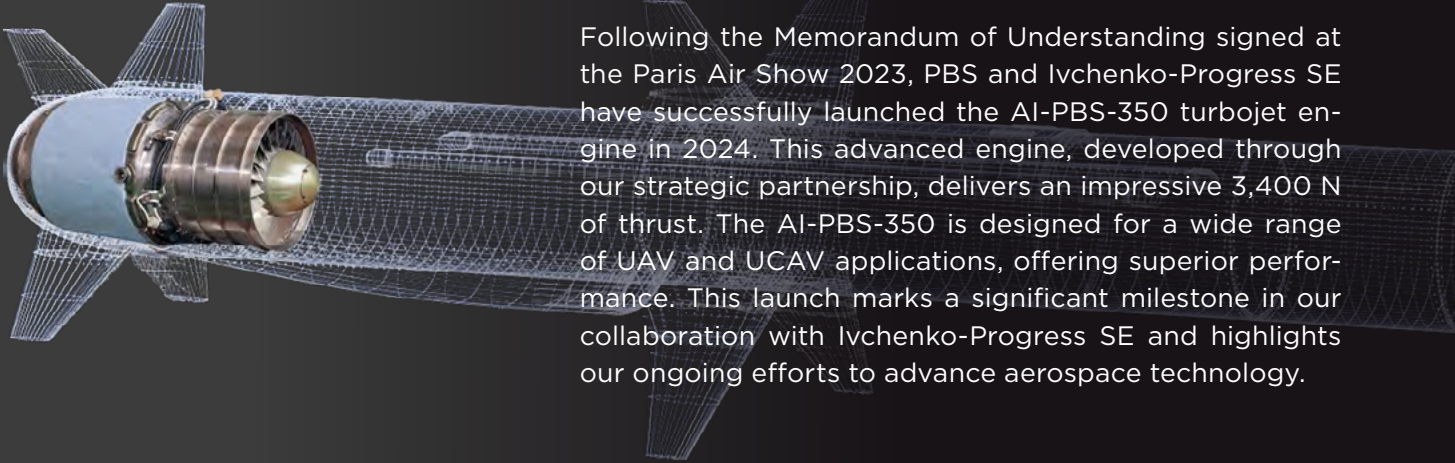 Following the Memorandum of Understanding signed at
the Paris Air Show 2023, PBS and Ivchenko-Progress SE
have successfully launched the AI-PBS-350 turbojet en-
gine in 2024. This advanced engine, developed through
our strategic partnership, delivers an impressive 3,400 N
of thrust. The AI-PBS-350 is designed for a wide range
of UAV and UCAV applications, offering superior perfor-
mance. This launch marks a significant milestone in our
collaboration with Ivchenko-Progress SE and highlights
our ongoing efforts to advance aerospace technology.